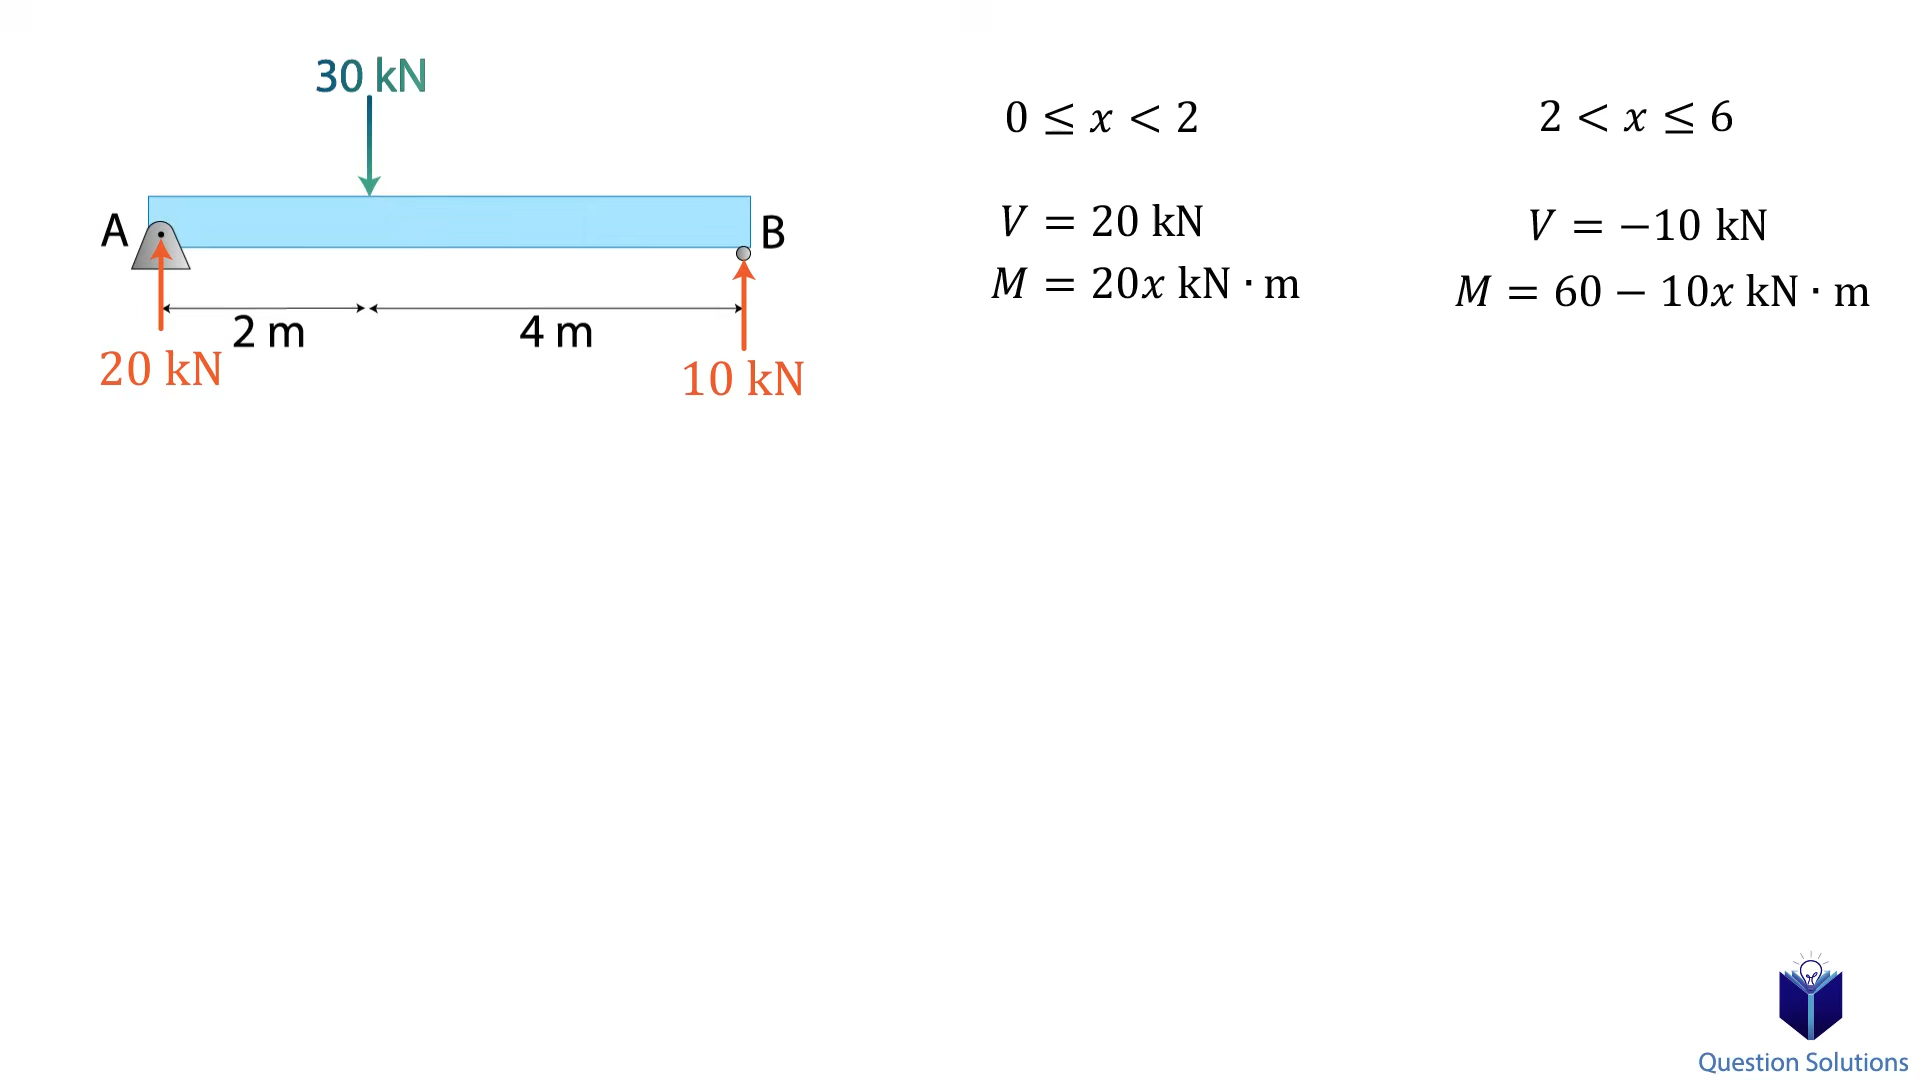 30 kN
A
B
2 m
4 m
20 kN
10 kN
0 ≤ x < 2
V = 20 kN
M = 20x kN · m
2 < x ≤ 6
V = −10 kN
M = 60 − 10x kN · m
Question Solutions